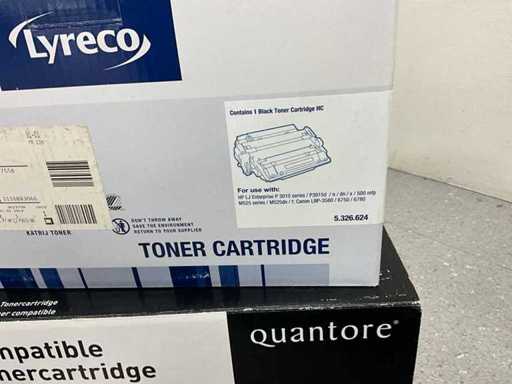 Lyreco
Contains 1 Black Toner Cartridge HC
For use with:
HP LJ Enterprise P 3010 series / P3015d / n / dn / x / 500 mfp
M525 series / M525dn / f; Canon LBP-3560 / 6750 / 6780
5.326.624
DON'T THROW AWAY
SAVE THE ENVIRONMENT
RETURN TO YOUR SUPPLIER
KATRIJ TONER
TONER CARTRIDGE
Tonercartridge
compatible
quantore®
mpatible
nercartridge